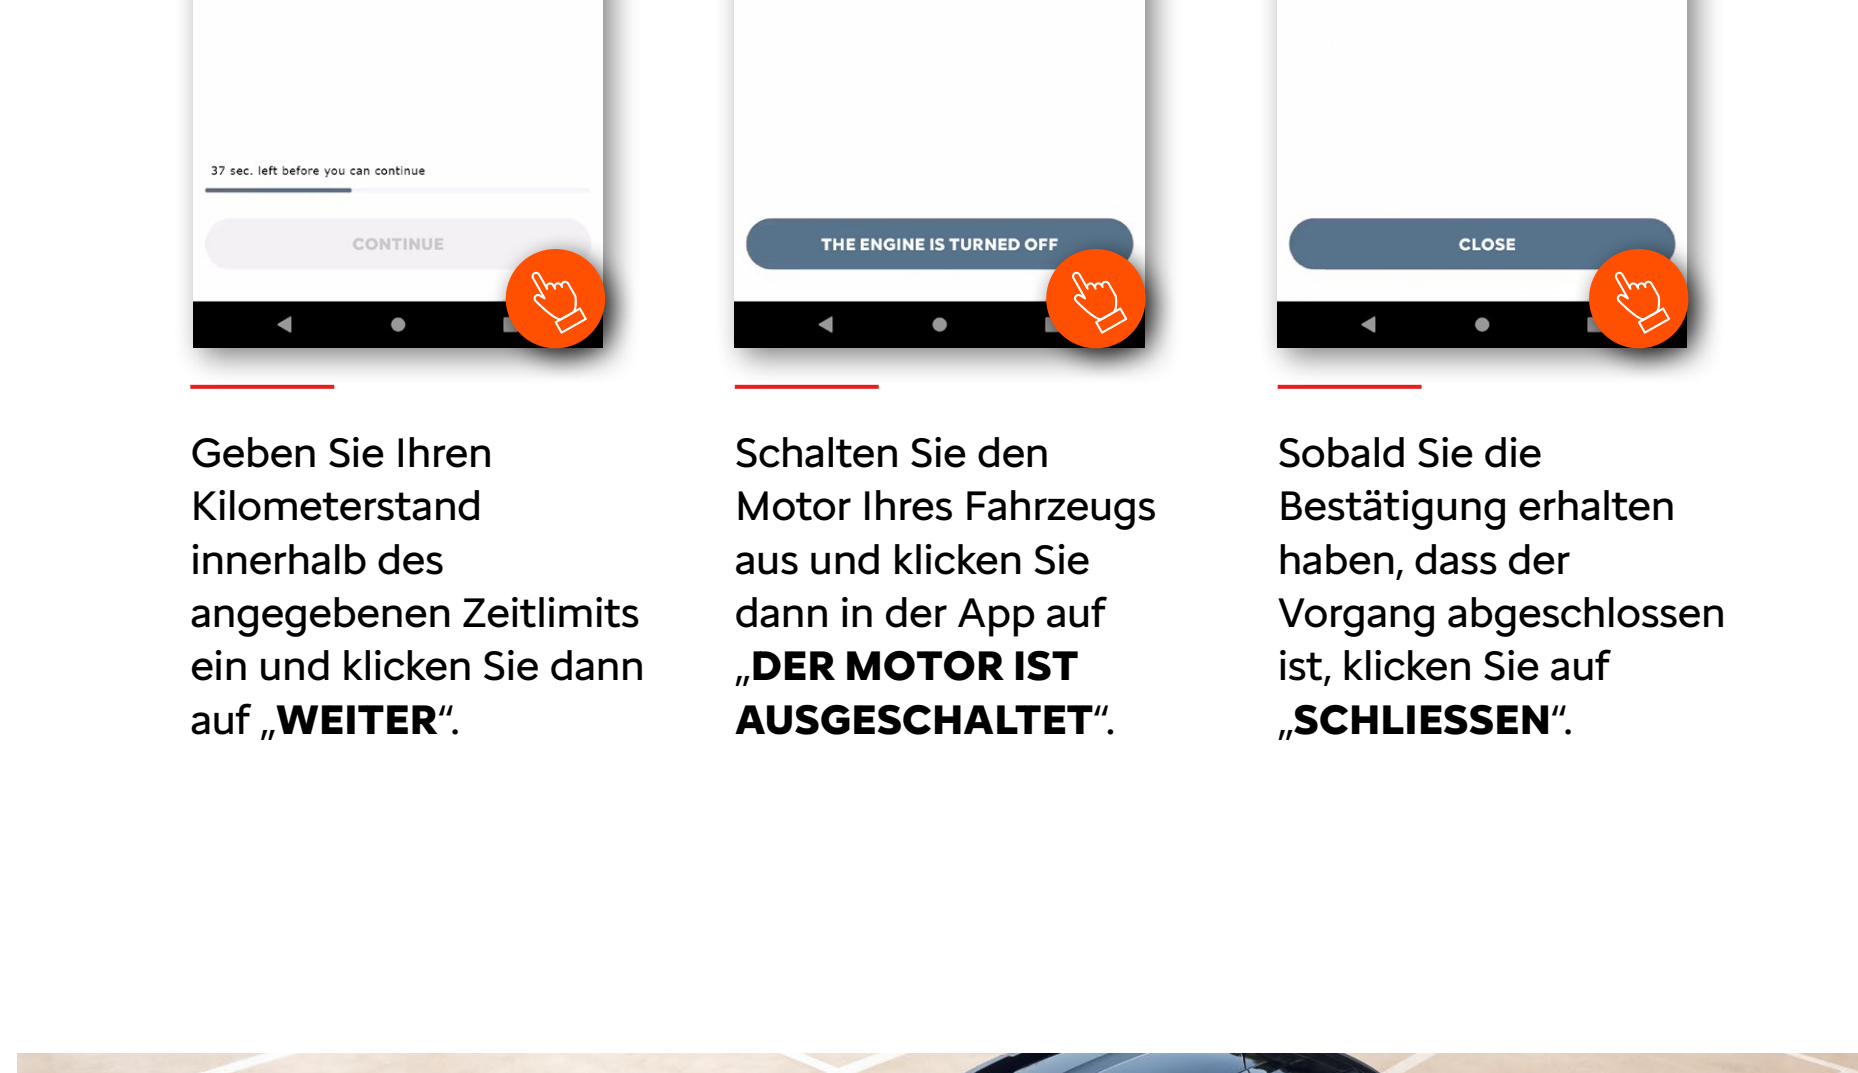 37 sec. left before you can continue
CONTINUE
Geben Sie Ihren
Kilometerstand
innerhalb des
angegebenen Zeitlimits
ein und klicken Sie dann
auf „WEITER“.
THE ENGINE IS TURNED OFF
Schalten Sie den
Motor Ihres Fahrzeugs
aus und klicken Sie
dann in der App auf
„DER MOTOR IST
AUSGESCHALTET“.
CLOSE
Sobald Sie die
Bestätigung erhalten
haben, dass der
Vorgang abgeschlossen
ist, klicken Sie auf
„SCHLIESSEN“.